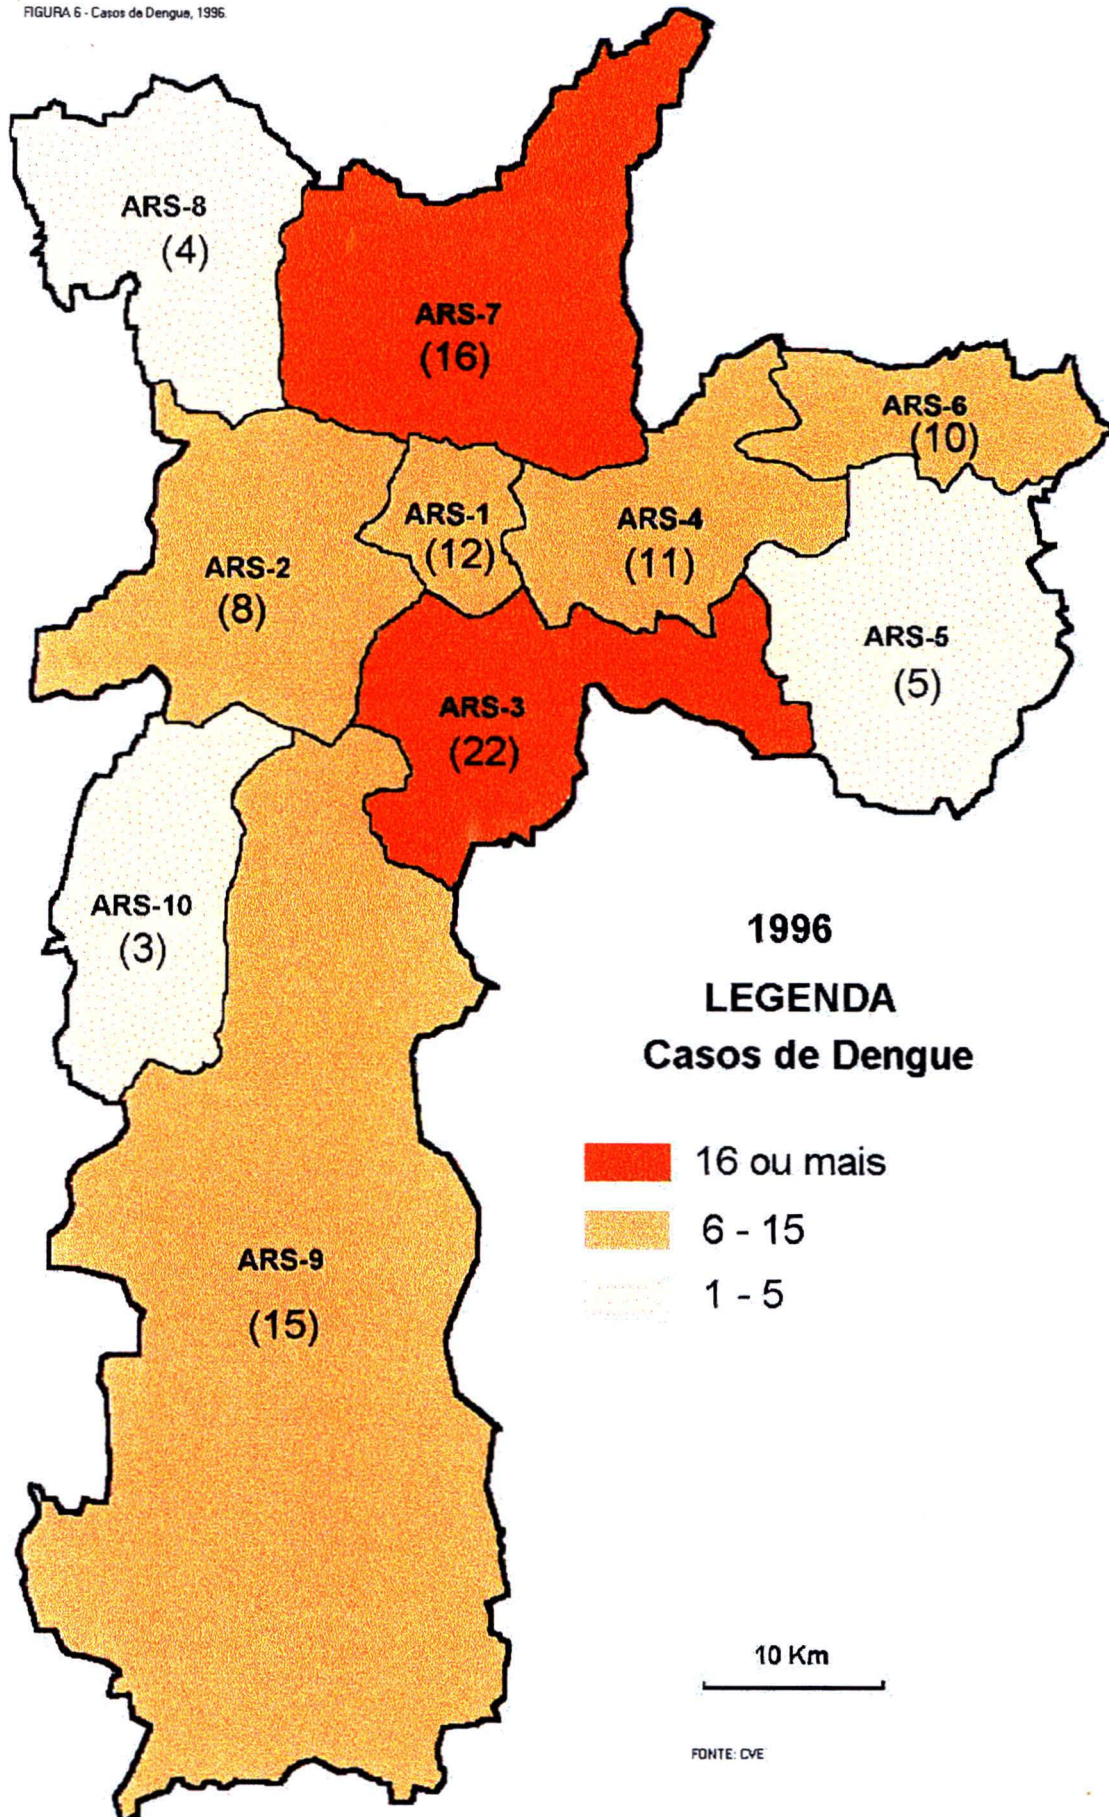 FIGURA 6 - Casos de Dengue, 1996.
ARS-8
(4)
ARS-7
(16)
ARS-6
(10)
ARS-1
(12)
ARS-4
(11)
ARS-2
(8)
ARS-5
(5)
ARS-3
(22)
ARS-10
(3)
1996
LEGENDA
Casos de Dengue
16 ou mais
6 - 15
1 - 5
ARS-9
(15)
10 Km
FONTE: CVE